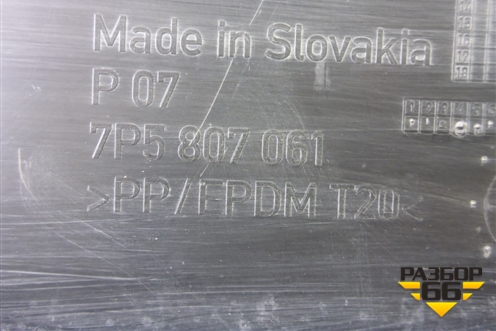 Made in Slovakia
P 07
7P5 807 061
>PP/EPDM T20<
РАЗБОР
66